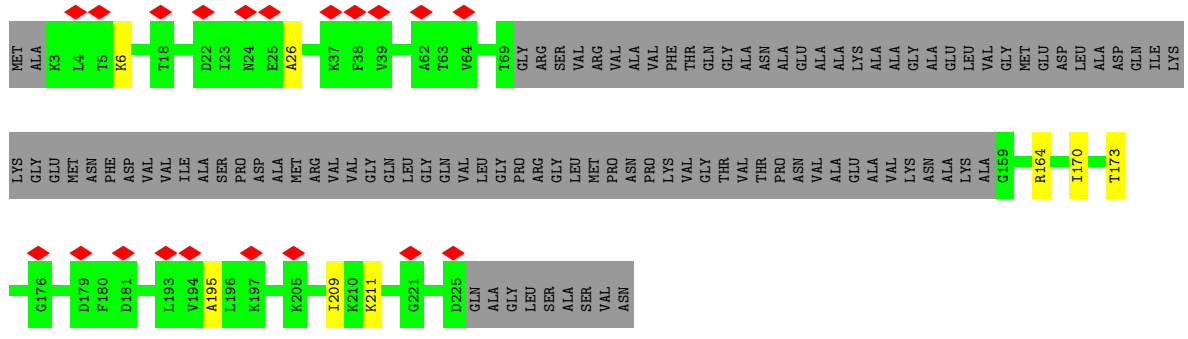 MET ALA K3 L4 T5 K6 T18 D22 I23 N24 E25 A26 K37 F38 V39 A62 T63 V64 T69 GLY ARG SER VAL ARG VAL ALA VAL PHE THR GLN GLY ALA ASN ALA GLU ALA ALA LYS ALA ALA GLY ALA GLU LEU VAL GLY MET GLU ASP LEU ALA ASP GLN ILE LYS
LYS GLY GLU MET ASN PHE ASP VAL VAL ILE ALA SER PRO ASP ALA MET ARG VAL VAL GLY GLN LEU GLY GLN VAL LEU GLY PRO ARG GLY LEU MET PRO ASN PRO LYS VAL GLY THR VAL THR PRO ASN VAL ALA GLU ALA VAL LYS ASN ALA LYS ALA G159 R164 I170 T173
G176 D179 F180 D181 L193 V194 A195 L196 K197 K205 I209 K210 K211 G221 D225 GLN ALA GLY LEU SER ALA SER VAL ASN